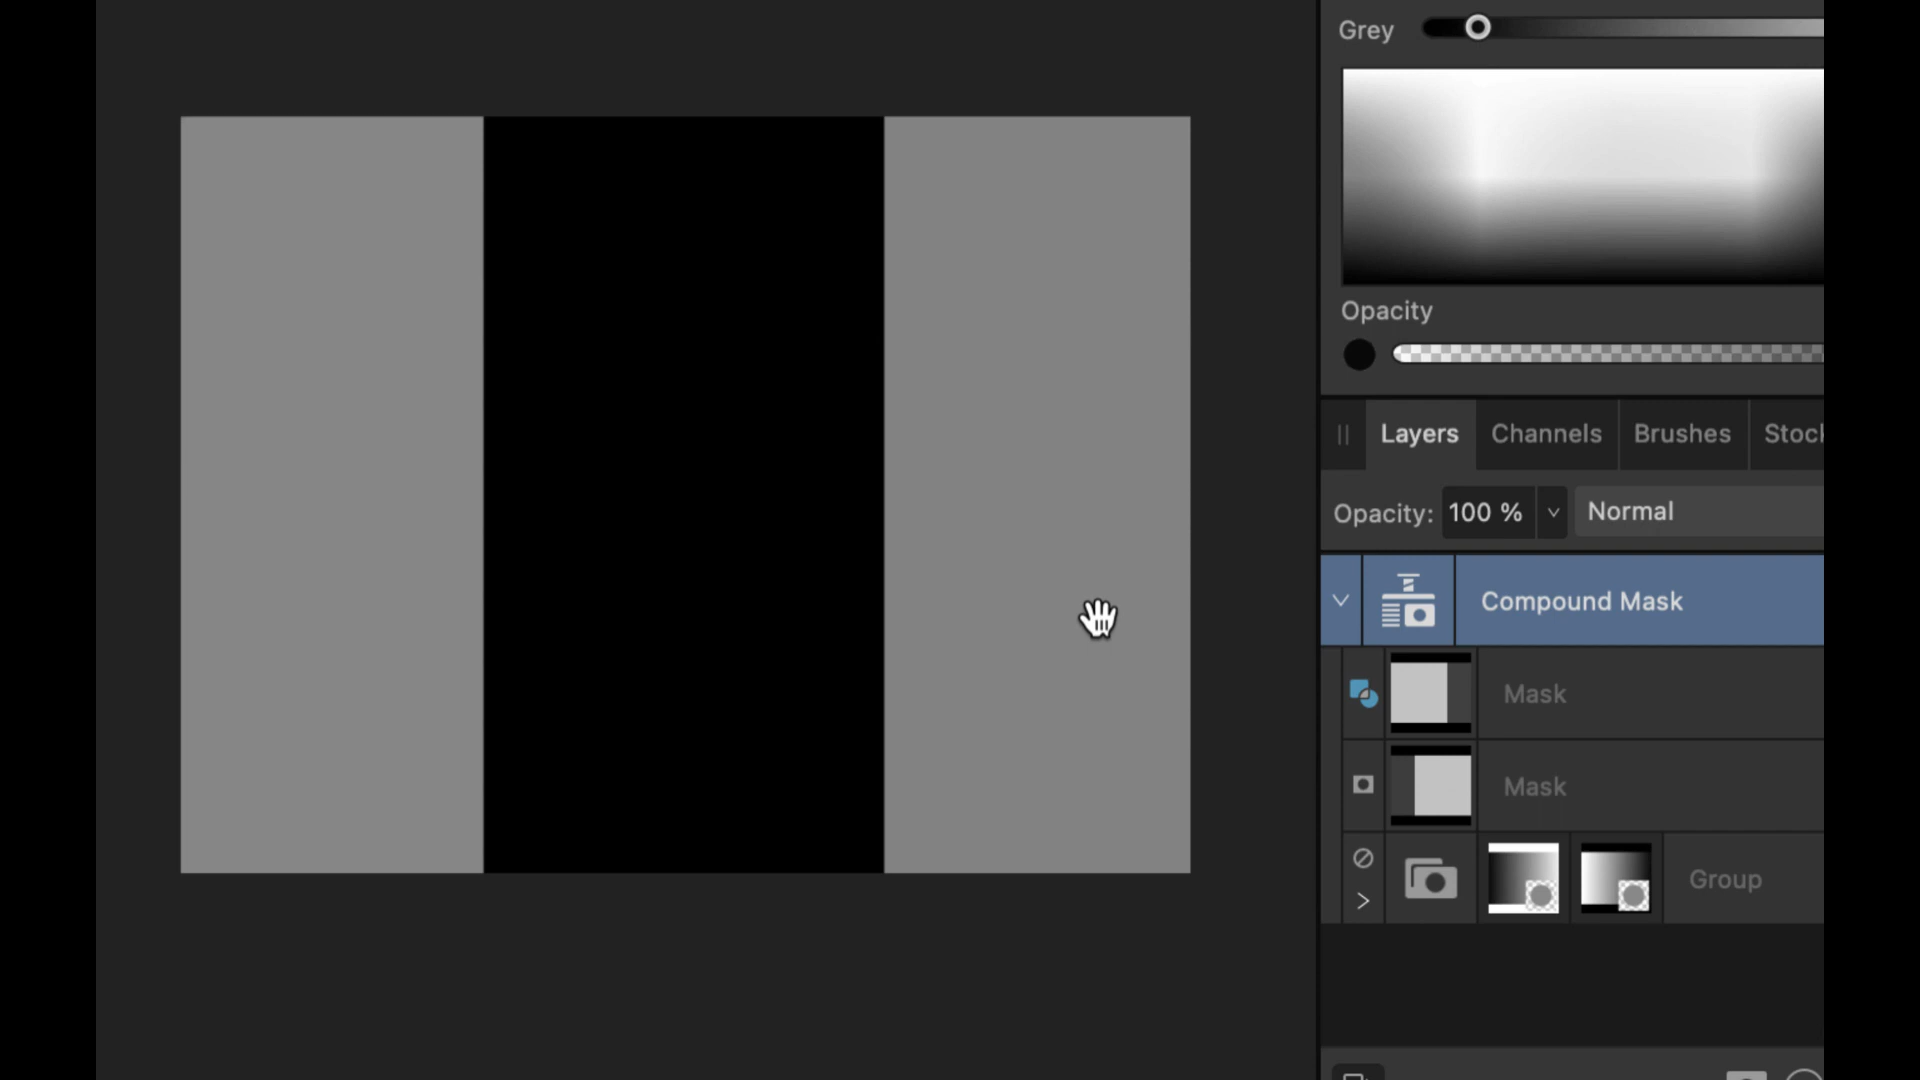 Grey
Opacity
Layers Channels Brushes
Opacity: 100 % Normal
Compound Mask
Mask
Mask
Group